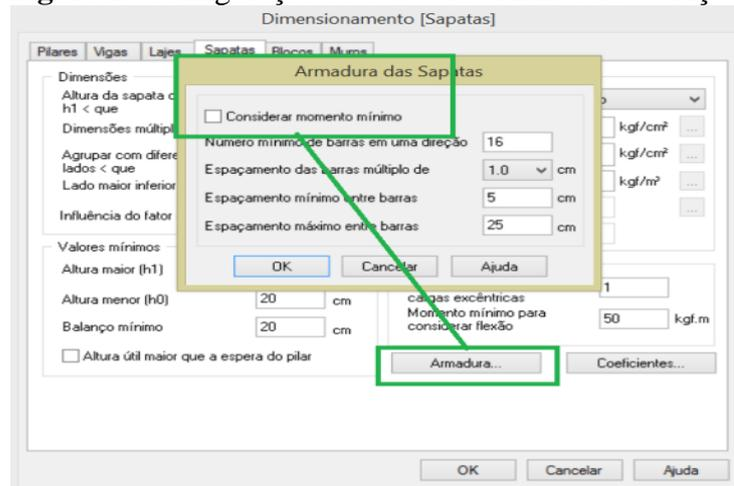 Dimensionamento [Sapatas]
Pilares Vigas Lajes Sapatas Blocos Muros
Dimensões
Armadura das Sapatas
Altura da sapata
h1 < que
Considerar momento mínimo
Dimensões
kgf/cm² ...
Número mínimo de barras em uma direção 16
Agrupar com
lados < que
kgf/cm² ...
Espaçamento das barras múltiplo de 1.0 cm
Lado maior inferior
kgf/m³ ...
Espaçamento mínimo entre barras 5 cm
Influência do fator
...
Espaçamento máximo entre barras 25 cm
Valores mínimos
Altura maior (h1)
OK Cancelar Ajuda
Altura menor (h0) 20 cm
cargas excêntricas 1
Balanço mínimo 20 cm
Momento mínimo para
considerar flexão 50 kgf.m
Altura útil maior que a espera do pilar
Armadura... Coeficientes...
OK Cancelar Ajuda